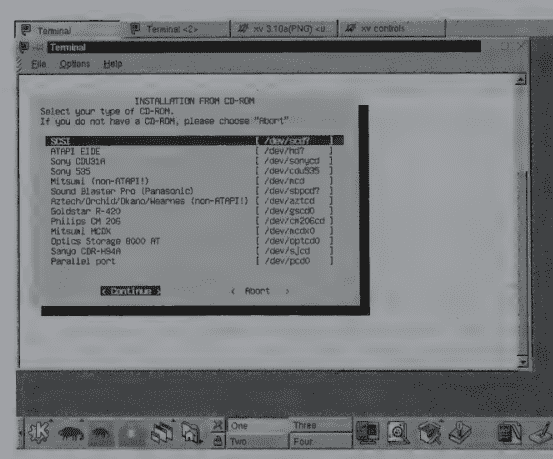 Terminal
Terminal <2>
xv 3.10a(PNG) <u...
xv controls
Terminal
File Options Help
INSTALLATION FROM CD-ROM
Select your type of CD-ROM.
If you do not have a CD-ROM, please choose "Abort"
SCSI [ /dev/scd? ]
ATAPI EIDE [ /dev/hd? ]
Sony CDU31A [ /dev/sonycd ]
Sony 535 [ /dev/cdu535 ]
Mitsumi (non-ATAPI!) [ /dev/mcd ]
Sound Blaster Pro (Panasonic) [ /dev/sbpcd? ]
Aztech/Orchid/Okano/Wearnes (non-ATAPI!) [ /dev/aztcd ]
Goldstar R-420 [ /dev/gscd0 ]
Philips CM 206 [ /dev/cm206cd ]
Mitsumi MCDX [ /dev/mcdx0 ]
Optics Storage 8000 AT [ /dev/optcd0 ]
Sanyo CDR-H94A [ /dev/sjcd ]
Parallel port [ /dev/pcd0 ]
< Continue > < Abort >
One Three
Two Four